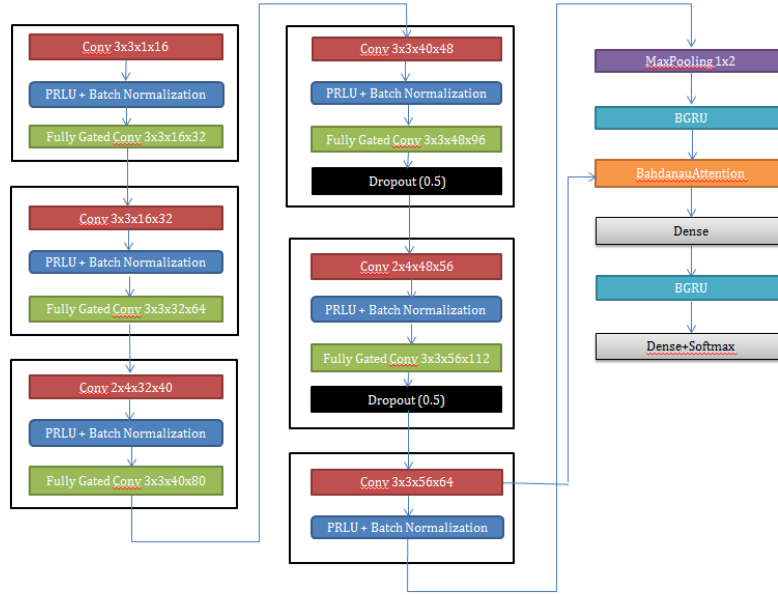 Conv 3x3x1x16
PRLU + Batch Normalization
Fully Gated Conv 3x3x16x32
Conv 3x3x16x32
PRLU + Batch Normalization
Fully Gated Conv 3x3x32x64
Conv 2x4x32x40
PRLU + Batch Normalization
Fully Gated Conv 3x3x40x80
Conv 3x3x40x48
PRLU + Batch Normalization
Fully Gated Conv 3x3x48x96
Dropout (0.5)
Conv 2x4x48x56
PRLU + Batch Normalization
Fully Gated Conv 3x3x56x112
Dropout (0.5)
Conv 3x3x56x64
PRLU + Batch Normalization
MaxPooling 1x2
BGRU
BahdanauAttention
Dense
BGRU
Dense+Softmax